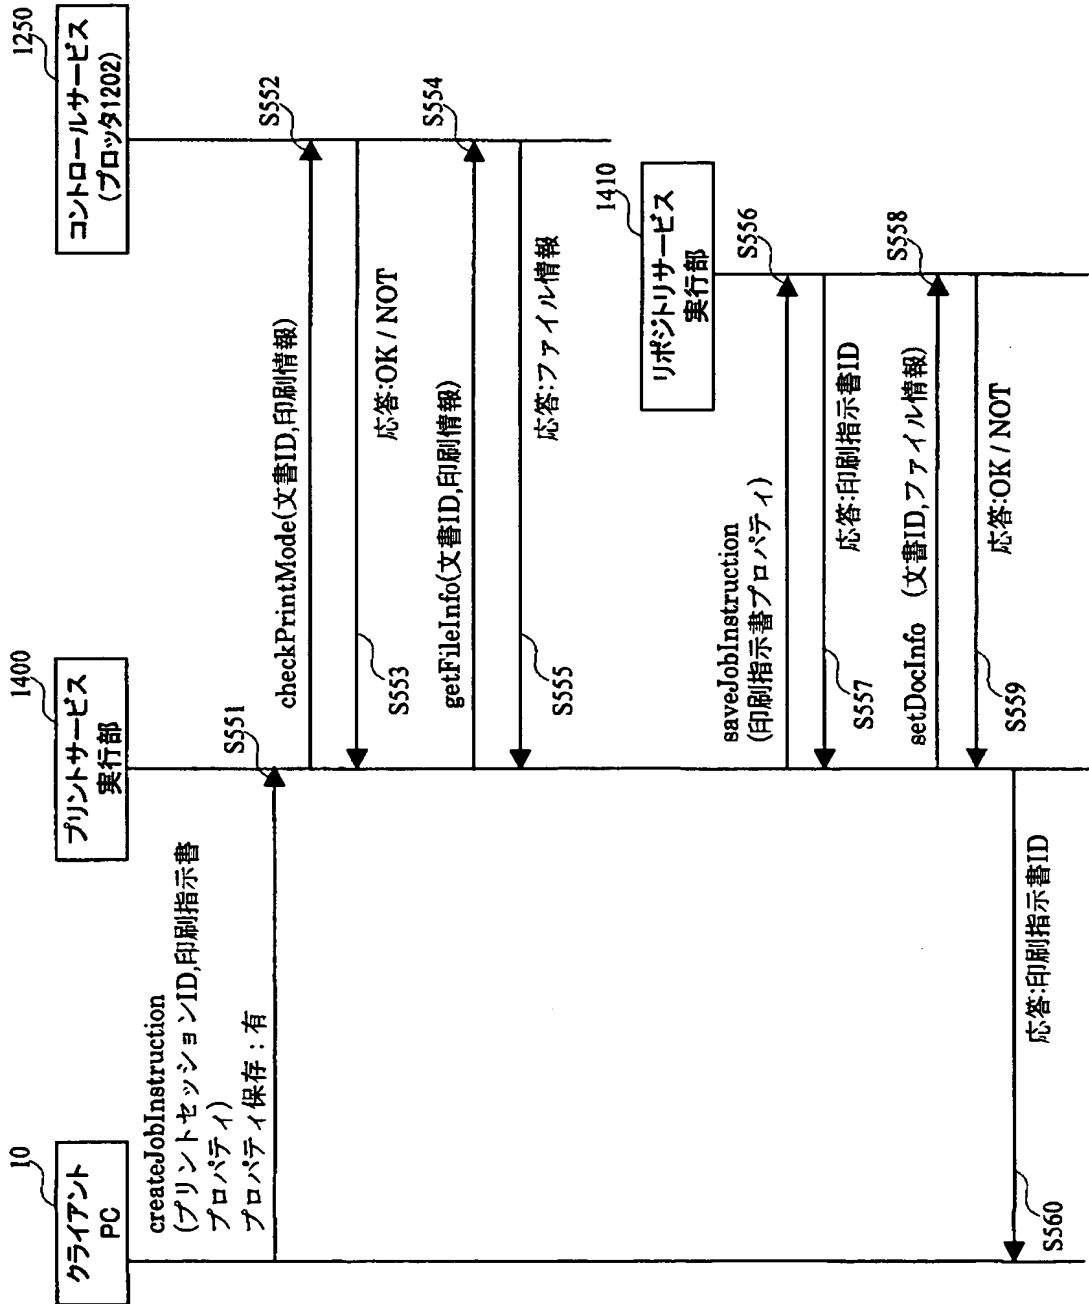 10
クライアント
PC
1400
プリントサービス
実行部
1250
コントロールサービス
(プロッタ1202)
createJobInstruction
(プリントセッションID,印刷指示書
プロパティ)
プロパティ保存:有
S551
checkPrintMode(文書ID,印刷情報)
S552
応答:OK / NOT
S553
getFileInfo(文書ID,印刷情報)
S554
応答:ファイル情報
S555
1410
リポジトリサービス
実行部
saveJobInstruction
(印刷指示書プロパティ)
S556
応答:印刷指示書ID
S557
setDocInfo (文書ID,ファイル情報)
S558
応答:OK / NOT
S559
応答:印刷指示書ID
S560